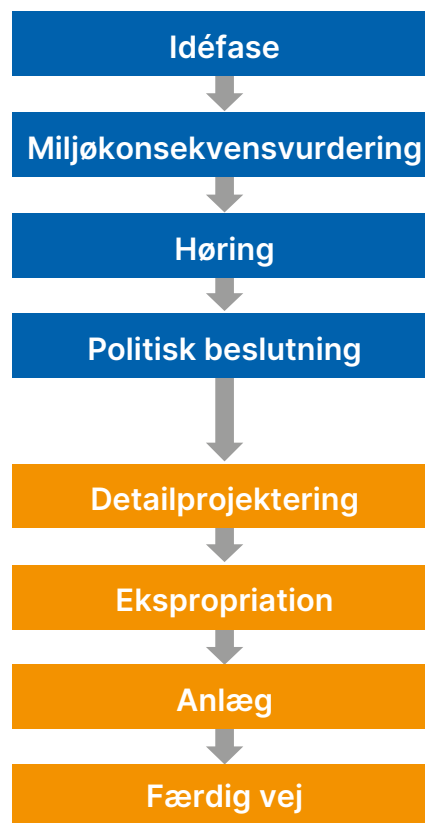 Idéfase
Miljøkonsekvensvurdering
Høring
Politisk beslutning
Detailprojektering
Ekspropriation
Anlæg
Færdig vej